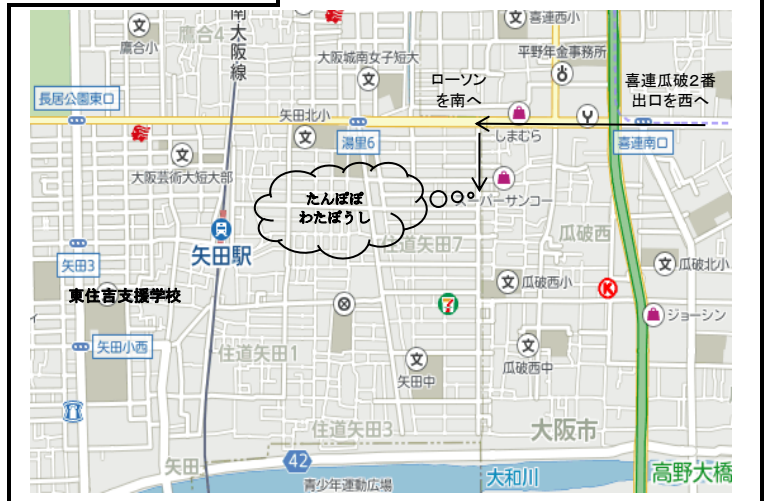 南大阪線
鷹合4
鷹合小
喜連西小
大阪城南女子短大
平野年金事務所
ローソン
を南へ
喜連瓜破2番
出口を西へ
長居公園東口
矢田北小
湯里6
しまむら
喜連南口
大阪芸術大短大部
たんぽぽ
わたぼうし
スーパーサンコー
住道矢田7
瓜破西
矢田駅
矢田3
東住吉支援学校
瓜破西小
瓜破北小
7
K
ジョーシン
矢田小西
住道矢田1
矢田中
瓜破西中
住道矢田3
大阪市
矢田
42
青少年運動広場
大和川
高野大橋